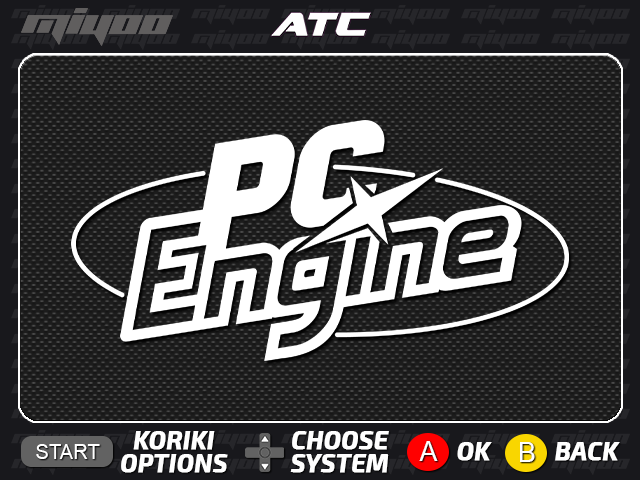 miyoo
ATC
PC
Engine
START
KORIKI
OPTIONS
CHOOSE
SYSTEM
A
OK
B
BACK